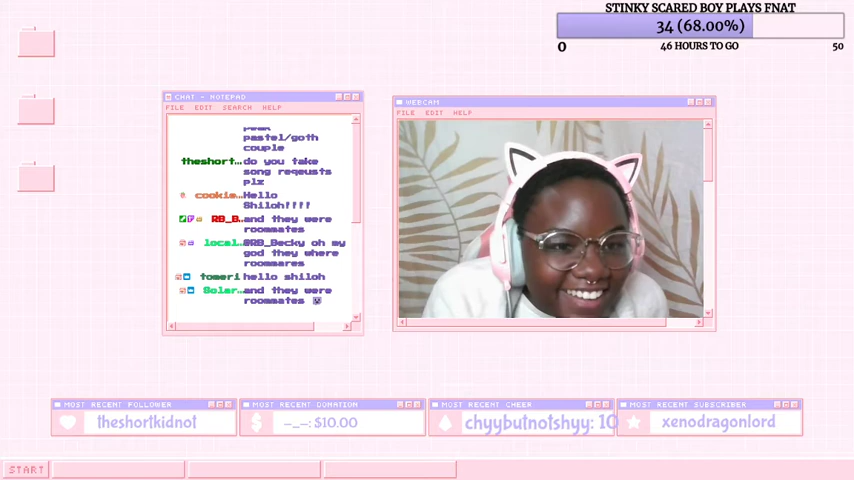 STINKY SCARED BOY PLAYS FNAT
34 (68.00%)
0 46 HOURS TO GO 50
CHAT - NOTEPAD
FILE EDIT SEARCH HELP
pastel/goth
couple
theshort... do you take
song reqeusts
plz
cookie... Hello
Shiloh!!!!
RB_B... and they were
roommates
local... @RB_Becky oh my
god they where
roommares
tomeri hello shiloh
Solar... and they were
roommates
WEBCAM
FILE EDIT HELP
MOST RECENT FOLLOWER
theshortkidnot
MOST RECENT DONATION
-_-: $10.00
MOST RECENT CHEER
chyybutnotshyy: 10
MOST RECENT SUBSCRIBER
xenodragonlord
START